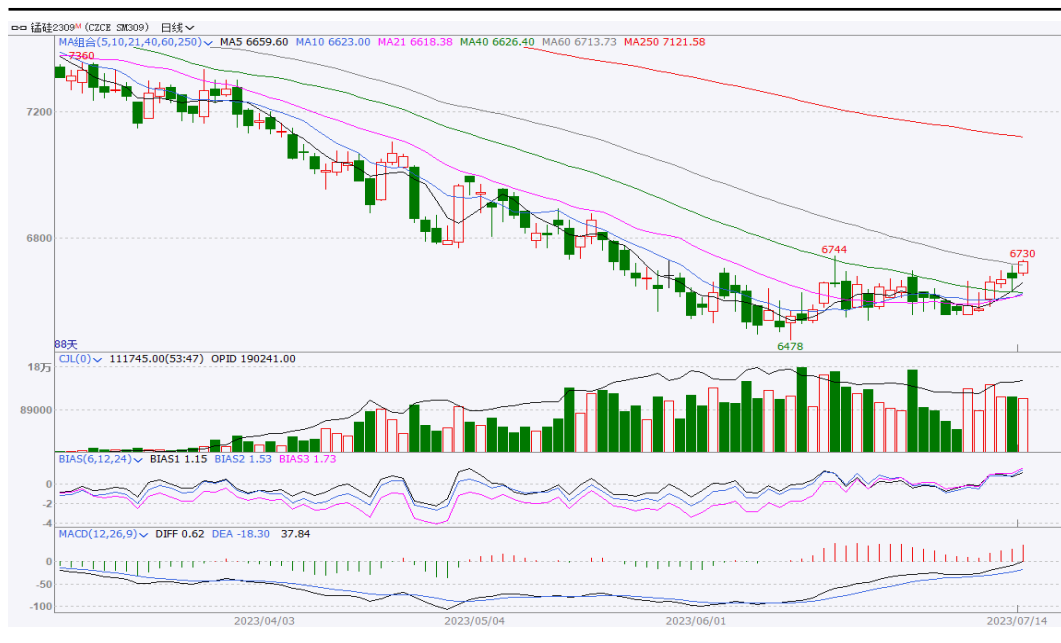 锰硅2309ᴹ (CZCE SM309) 日线
MA组合(5,10,21,40,60,250) MA5 6659.60 MA10 6623.00 MA21 6618.38 MA40 6626.40 MA60 6713.73 MA250 7121.58
7360
7200
6800
6744
6730
6478
88天
CJL(0) 111745.00(53:47) OPID 190241.00
18万
89000
BIAS(6,12,24) BIAS1 1.15 BIAS2 1.53 BIAS3 1.73
0
-2
-4
MACD(12,26,9) DIFF 0.62 DEA -18.30 37.84
0
-50
-100
2023/04/03 2023/05/04 2023/06/01 2023/07/14